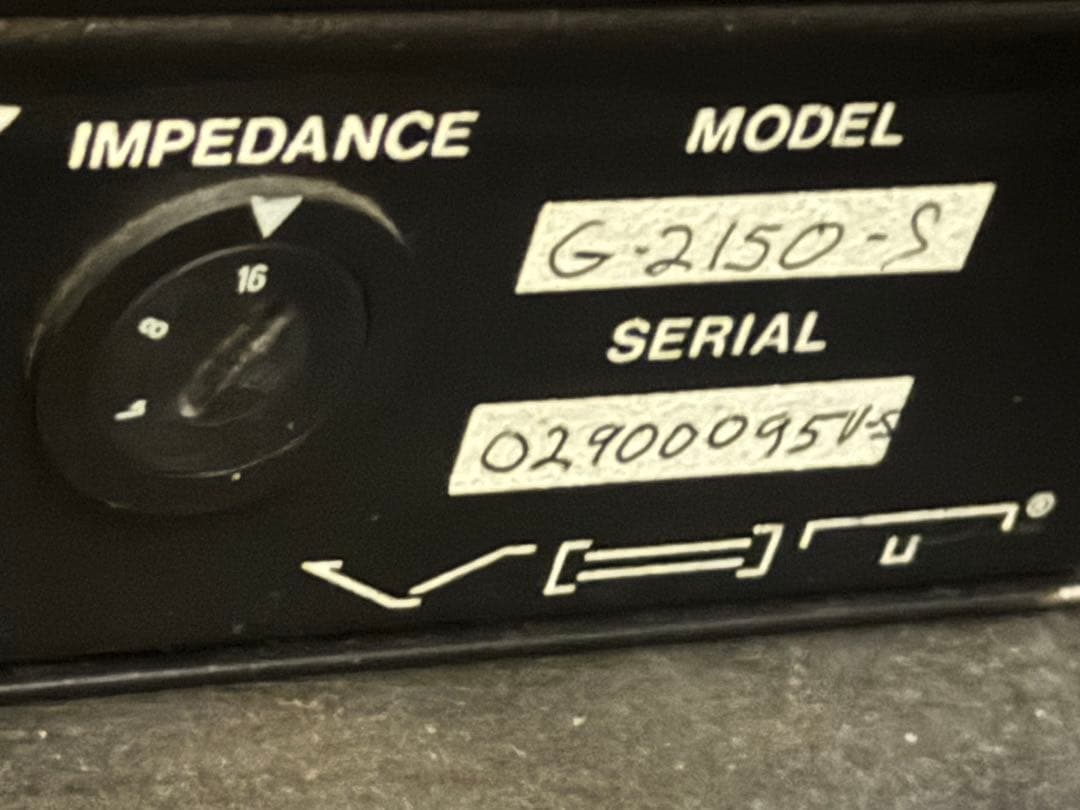 IMPEDANCE
16
8
4
MODEL
G-2150-S
SERIAL
02900095V-S